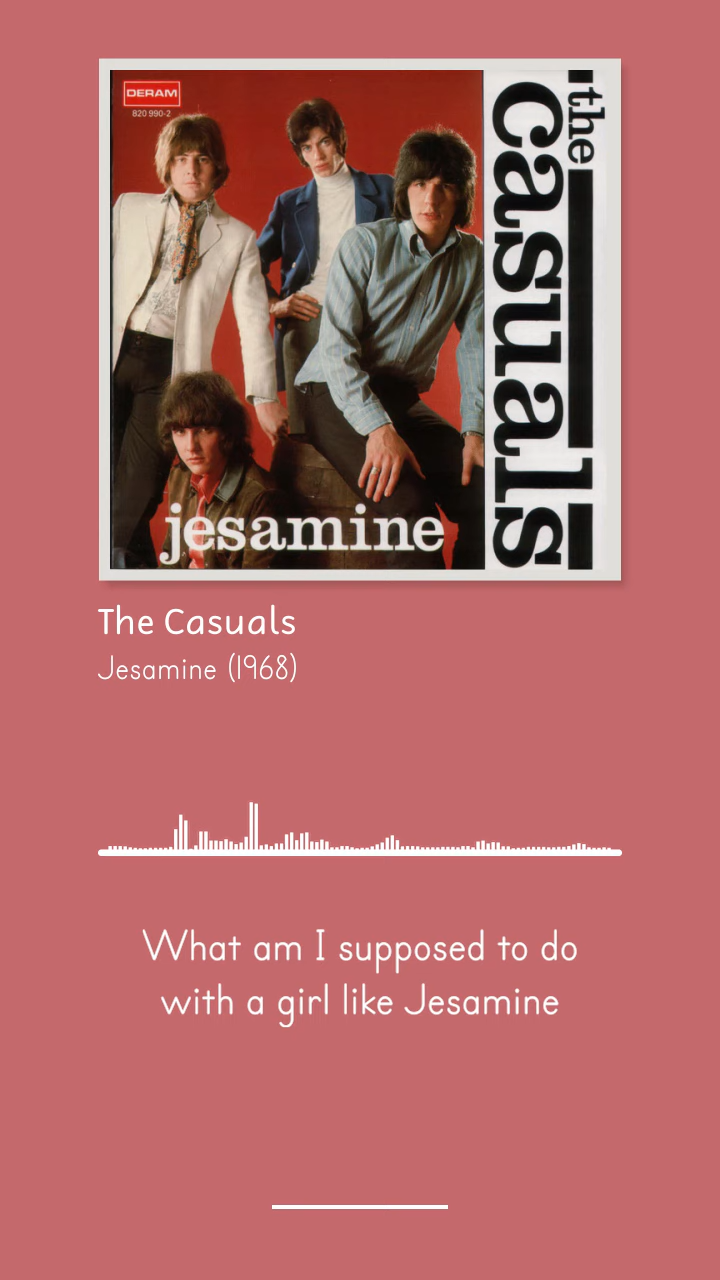 DERAM
820 990-2
the
casuals
jesamine
The Casuals
Jesamine (1968)
What am I supposed to do
with a girl like Jesamine